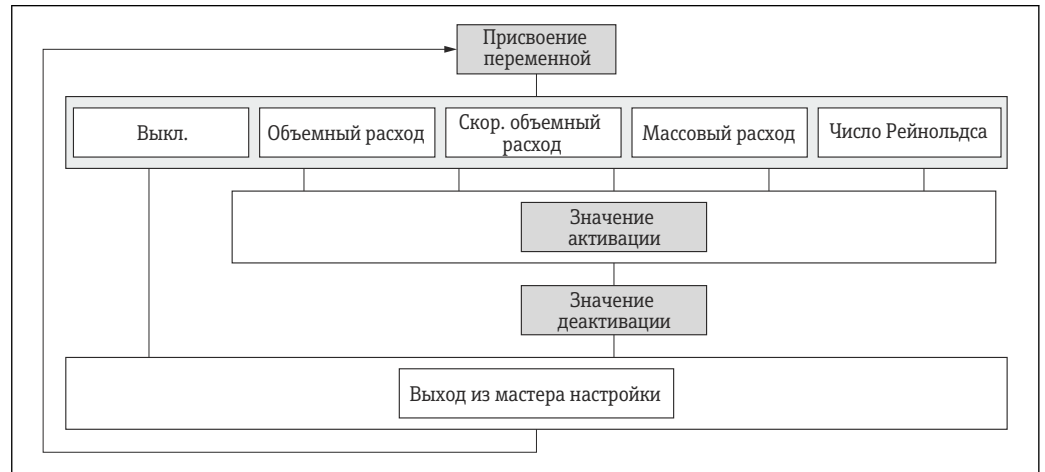 Присвоение
переменной
Выкл.
Объемный расход
Скор. объемный
расход
Массовый расход
Число Рейнольдса
Значение
активации
Значение
деактивации
Выход из мастера настройки